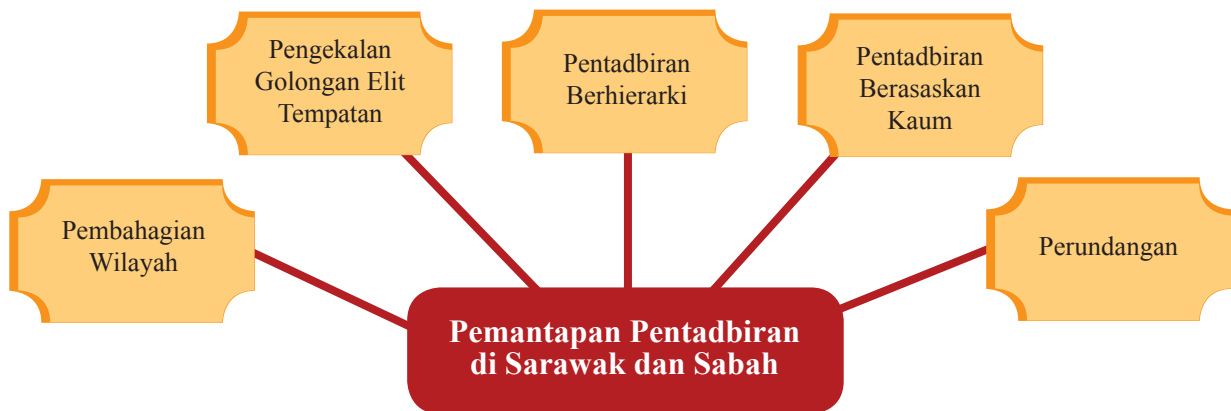 Pengekalan
Golongan Elit
Tempatan
Pentadbiran
Berhierarki
Pentadbiran
Berasaskan
Kaum
Pembahagian
Wilayah
Perundangan
Pemantapan Pentadbiran
di Sarawak dan Sabah